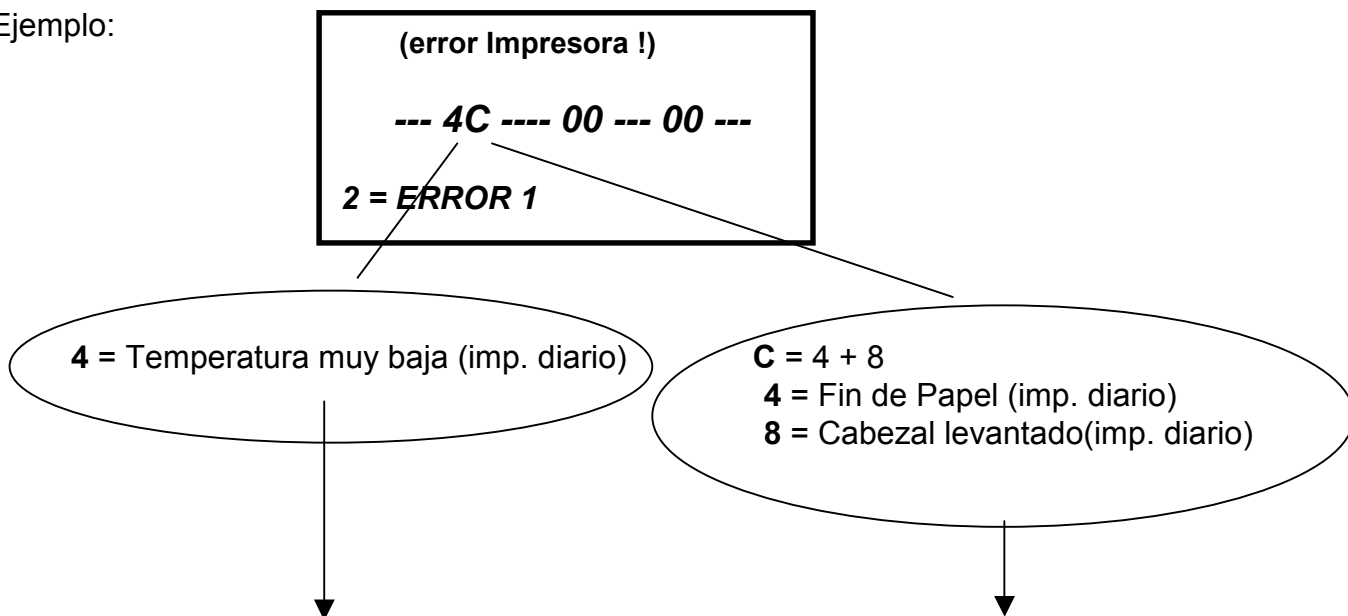 Ejemplo:
(error Impresora !)
--- 4C ---- 00 --- 00 ---
2 = ERROR 1
4 = Temperatura muy baja (imp. diario)
C = 4 + 8
4 = Fin de Papel (imp. diario)
8 = Cabezal levantado(imp. diario)